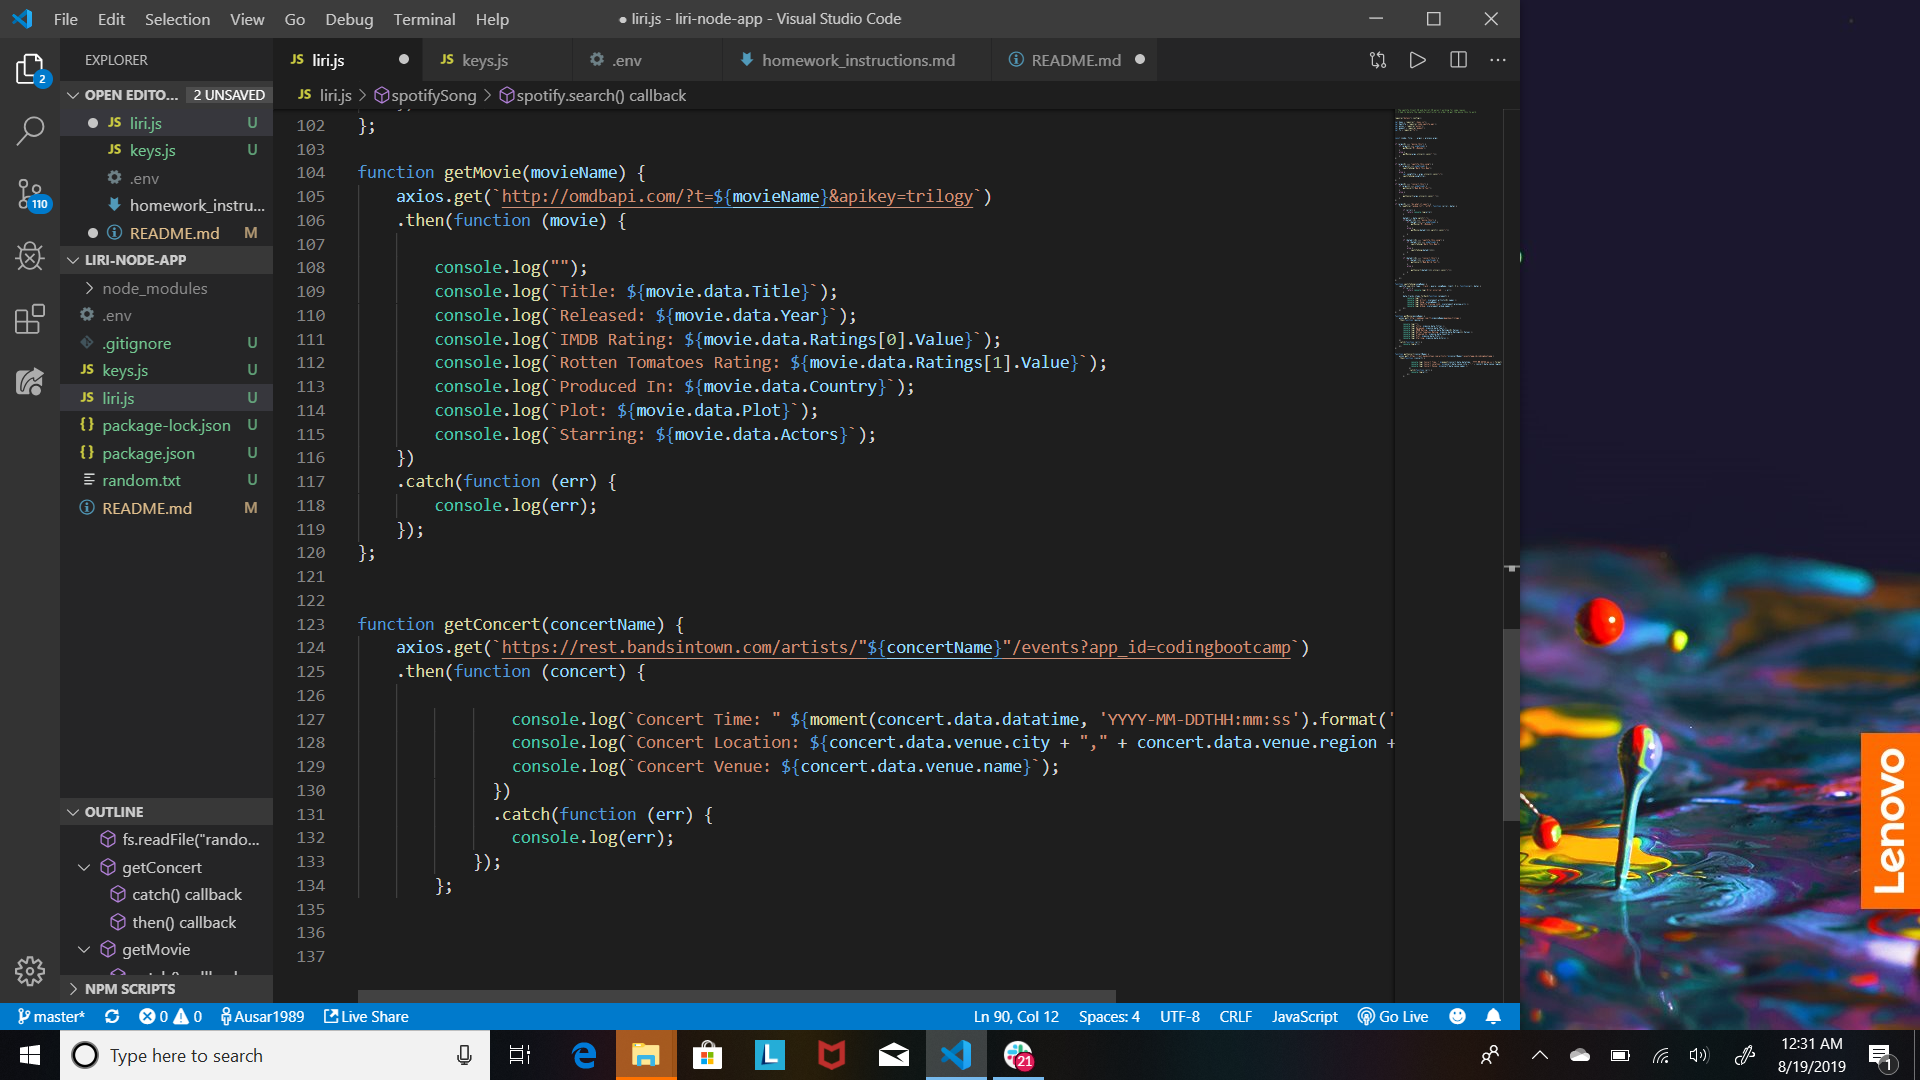 File Edit Selection View Go Debug Terminal Help
● liri.js - liri-node-app - Visual Studio Code
EXPLORER
JS liri.js
JS keys.js
.env
homework_instructions.md
README.md
OPEN EDITO... 2 UNSAVED
JS liri.js U
JS keys.js U
.env
homework_instru...
README.md M
LIRI-NODE-APP
node_modules
.env
.gitignore U
JS keys.js U
JS liri.js U
{} package-lock.json U
{} package.json U
random.txt U
README.md M
OUTLINE
fs.readFile("rando...
getConcert
catch() callback
then() callback
getMovie
NPM SCRIPTS
2
110
JS liri.js > spotifySong > spotify.search() callback
102 };
103
104 function getMovie(movieName) {
105 axios.get(`http://omdbapi.com/?t=${movieName}&apikey=trilogy`)
106 .then(function (movie) {
107
108 console.log("");
109 console.log(`Title: ${movie.data.Title}`);
110 console.log(`Released: ${movie.data.Year}`);
111 console.log(`IMDB Rating: ${movie.data.Ratings[0].Value}`);
112 console.log(`Rotten Tomatoes Rating: ${movie.data.Ratings[1].Value}`);
113 console.log(`Produced In: ${movie.data.Country}`);
114 console.log(`Plot: ${movie.data.Plot}`);
115 console.log(`Starring: ${movie.data.Actors}`);
116 })
117 .catch(function (err) {
118 console.log(err);
119 });
120 };
121
122
123 function getConcert(concertName) {
124 axios.get(`https://rest.bandsintown.com/artists/"${concertName}"/events?app_id=codingbootcamp`)
125 .then(function (concert) {
126
127 console.log(`Concert Time: " ${moment(concert.data.datatime, 'YYYY-MM-DDTHH:mm:ss').format('
128 console.log(`Concert Location: ${concert.data.venue.city + "," + concert.data.venue.region +
129 console.log(`Concert Venue: ${concert.data.venue.name}`);
130 })
131 .catch(function (err) {
132 console.log(err);
133 });
134 };
135
136
137
master* 0 0 Ausar1989 Live Share
Ln 90, Col 12 Spaces: 4 UTF-8 CRLF JavaScript Go Live
Type here to search
L
21
12:31 AM
8/19/2019
1
Lenovo